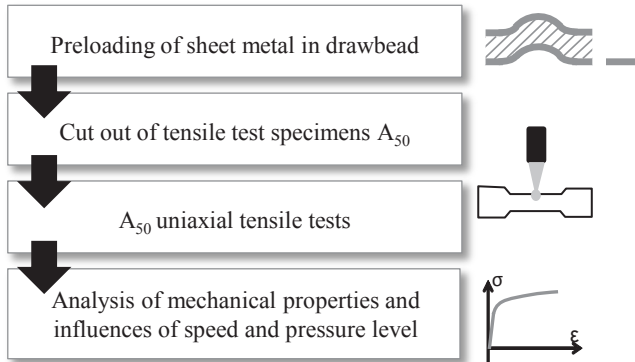 Preloading of sheet metal in drawbead
Cut out of tensile test specimens A₅₀
A₅₀ uniaxial tensile tests
Analysis of mechanical properties and
influences of speed and pressure level
σ
ε